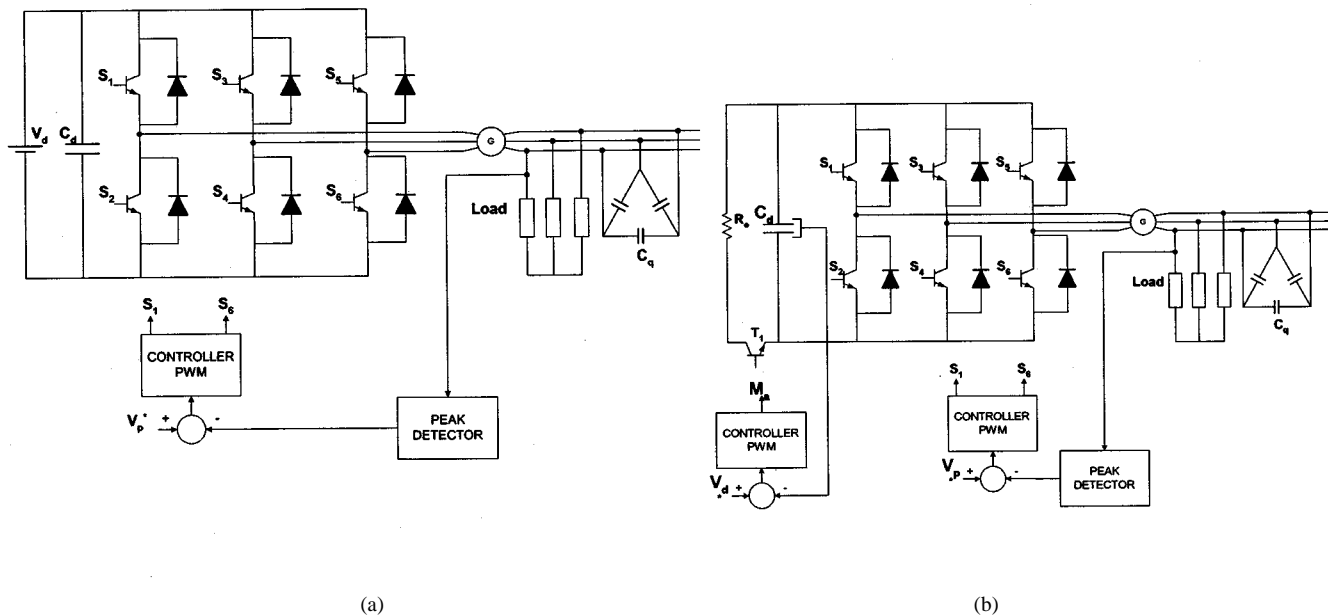 S1
S3
S5
Vd
Cd
G
S2
S4
S6
Load
Cq
S1
S6
CONTROLLER
PWM
Vp* + -
PEAK
DETECTOR
(a)
S1
S3
S5
Re
Cd
G
S2
S4
S6
Load
Cq
T1
Ma
CONTROLLER
PWM
Vd* + -
S1
S6
CONTROLLER
PWM
Vp* + -
PEAK
DETECTOR
(b)